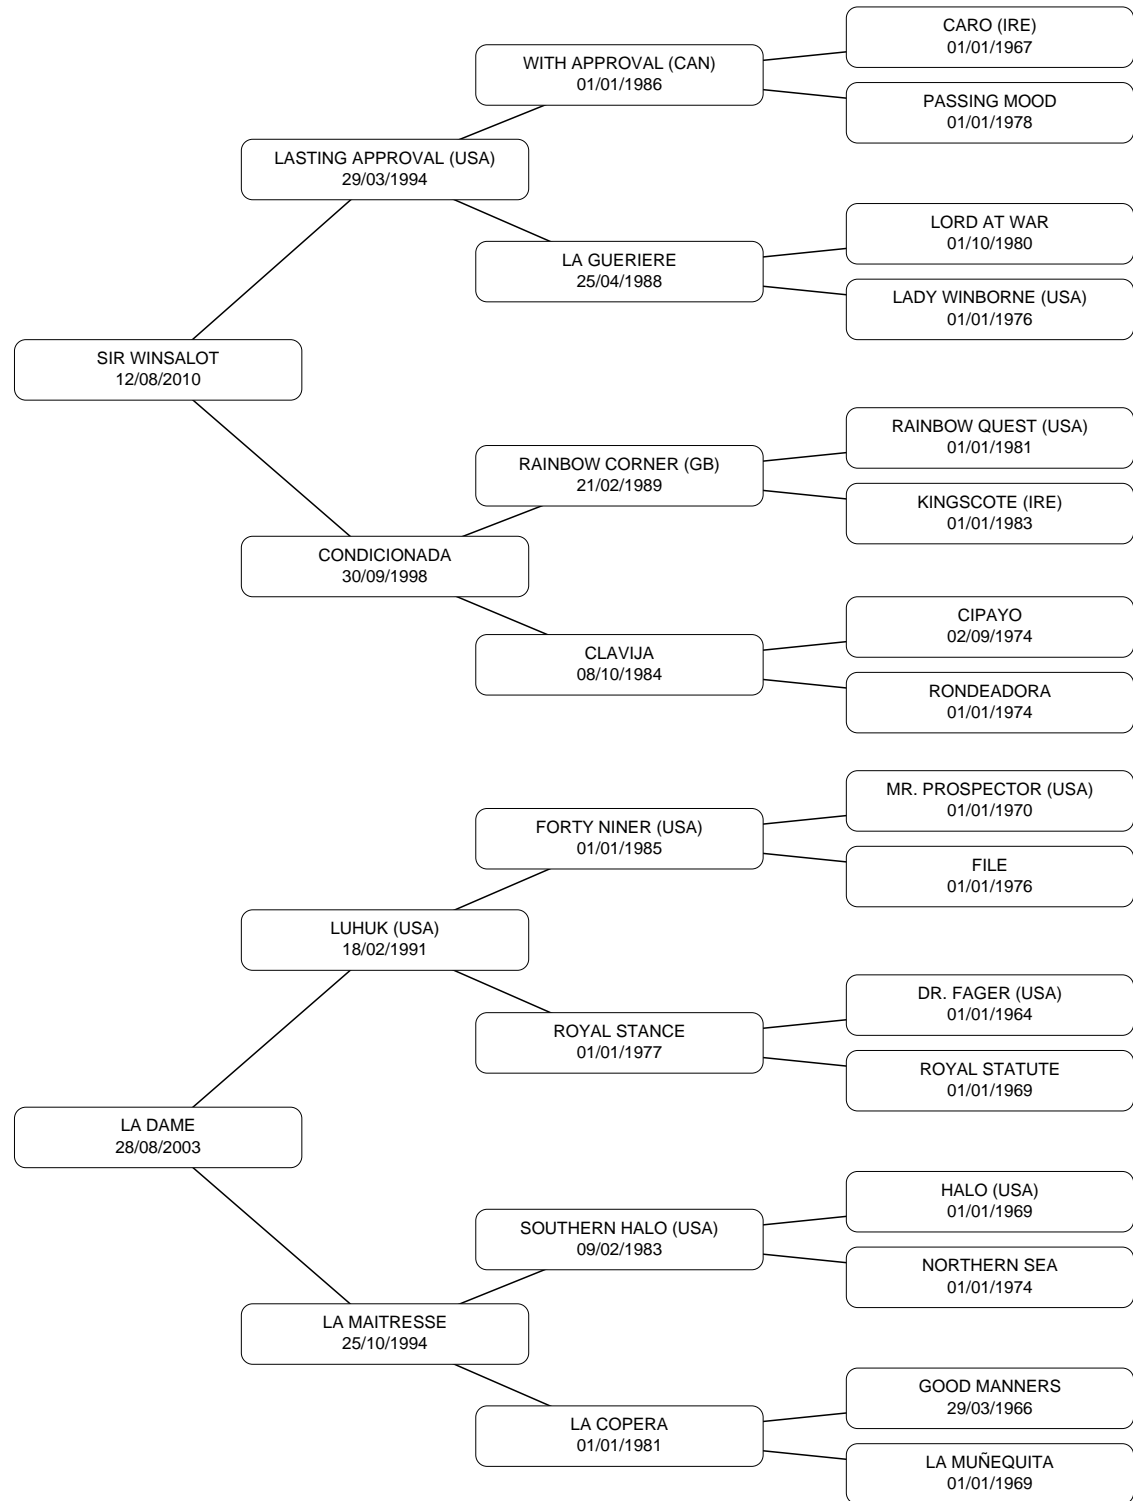 CARO (IRE)
01/01/1967
WITH APPROVAL (CAN)
01/01/1986
PASSING MOOD
01/01/1978
LASTING APPROVAL (USA)
29/03/1994
LORD AT WAR
01/10/1980
LA GUERIERE
25/04/1988
LADY WINBORNE (USA)
01/01/1976
SIR WINSALOT
12/08/2010
RAINBOW QUEST (USA)
01/01/1981
RAINBOW CORNER (GB)
21/02/1989
KINGSCOTE (IRE)
01/01/1983
CONDICIONADA
30/09/1998
CIPAYO
02/09/1974
CLAVIJA
08/10/1984
RONDEADORA
01/01/1974
MR. PROSPECTOR (USA)
01/01/1970
FORTY NINER (USA)
01/01/1985
FILE
01/01/1976
LUHUK (USA)
18/02/1991
DR. FAGER (USA)
01/01/1964
ROYAL STANCE
01/01/1977
ROYAL STATUTE
01/01/1969
LA DAME
28/08/2003
HALO (USA)
01/01/1969
SOUTHERN HALO (USA)
09/02/1983
NORTHERN SEA
01/01/1974
LA MAITRESSE
25/10/1994
GOOD MANNERS
29/03/1966
LA COPERA
01/01/1981
LA MUÑEQUITA
01/01/1969